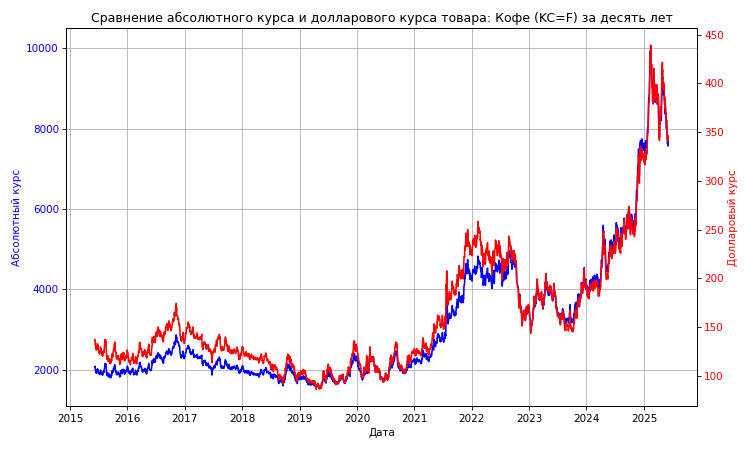 Сравнение абсолютного курса и долларового курса товара: Кофе (KC=F) за десять лет
10000
8000
6000
4000
2000
Абсолютный курс
450
400
350
300
250
200
150
100
Долларовый курс
2015 2016 2017 2018 2019 2020 2021 2022 2023 2024 2025
Дата